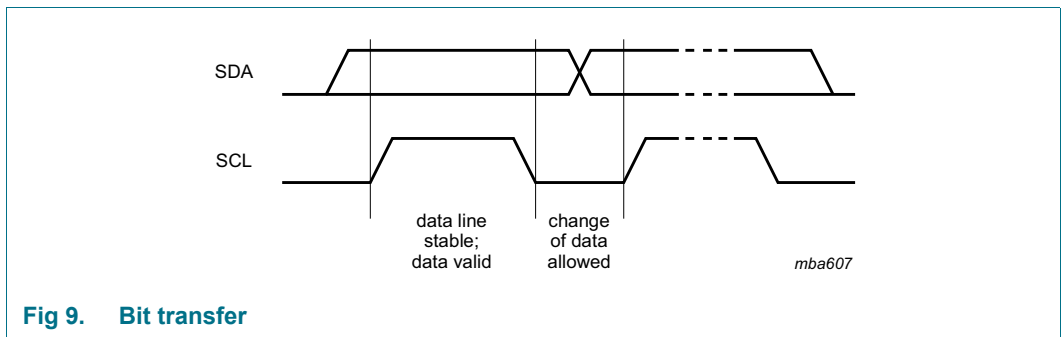 SDA
SCL
data line
stable;
data valid
change
of data
allowed
mba607
Fig 9. Bit transfer